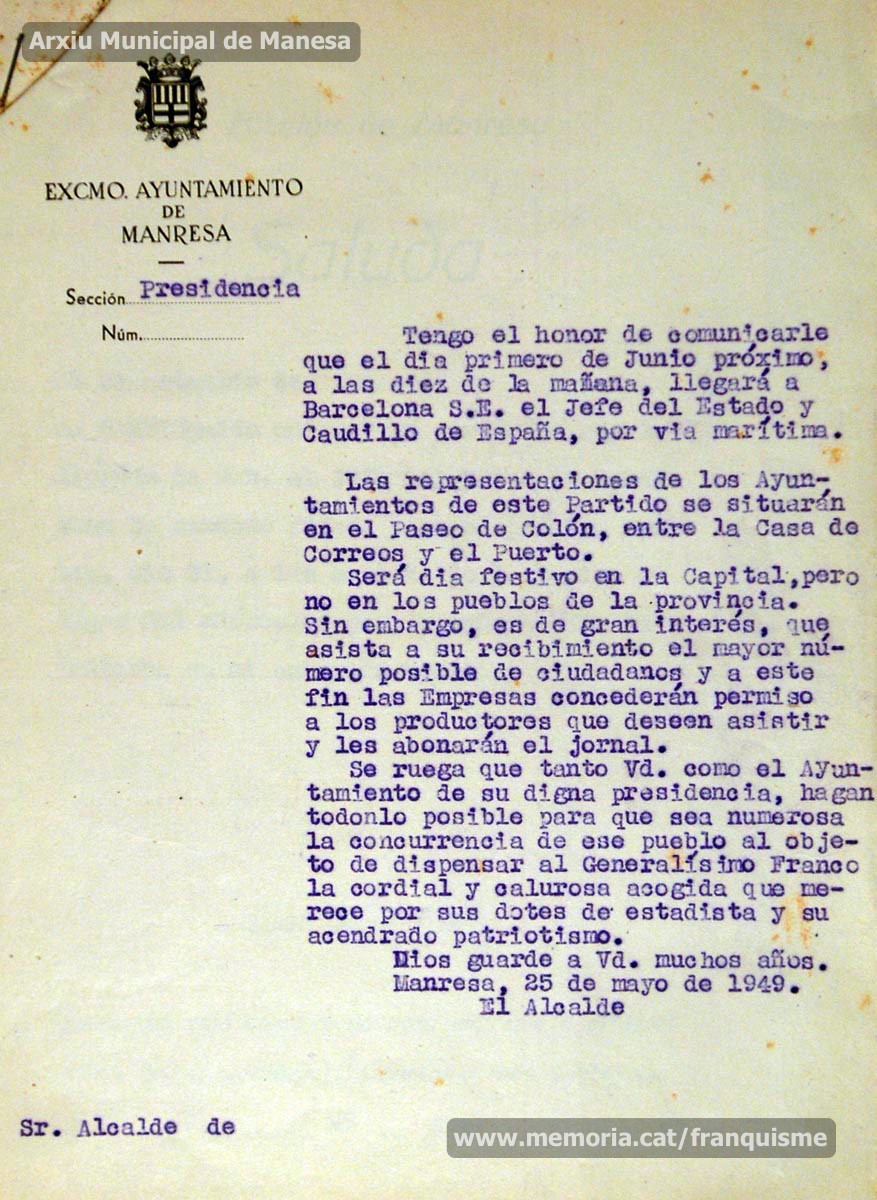 Arxiu Municipal de Manesa
EXCMO. AYUNTAMIENTO
DE
MANRESA
Sección Presidencia
Núm.
Tengo el honor de comunicarle
que el dia primero de Junio próximo,
a las diez de la mañana, llegará a
Barcelona S.E. el Jefe del Estado y
Caudillo de España, por via marítima.
Las representaciones de los Ayun-
tamientos de este Partido se situarán
en el Paseo de Colón, entre la Casa de
Correos y el Puerto.
Será dia festivo en la Capital,pero
no en los pueblos de la provincia.
Sin embargo, es de gran interés, que
asista a su recibimiento el mayor nú-
mero posible de ciudadanos y a este
fin las Empresas concederán permiso
a los productores que deseen asistir
y les abonarán el jornal.
Se ruega que tanto Vd. como el Ayun-
tamiento de su digna presidencia, hagan
todonlo posible para que sea numerosa
la concurrencia de ese pueblo al obje-
to de dispensar al Generalísimo Franco
la cordial y calurosa acogida que me-
rece por sus dotes de estadista y su
acendrado patriotismo.
Dios guarde a Vd. muchos años.
Manresa, 25 de mayo de 1949.
El Alcalde
Sr. Alcalde de
www.memoria.cat/franquisme
Saluda